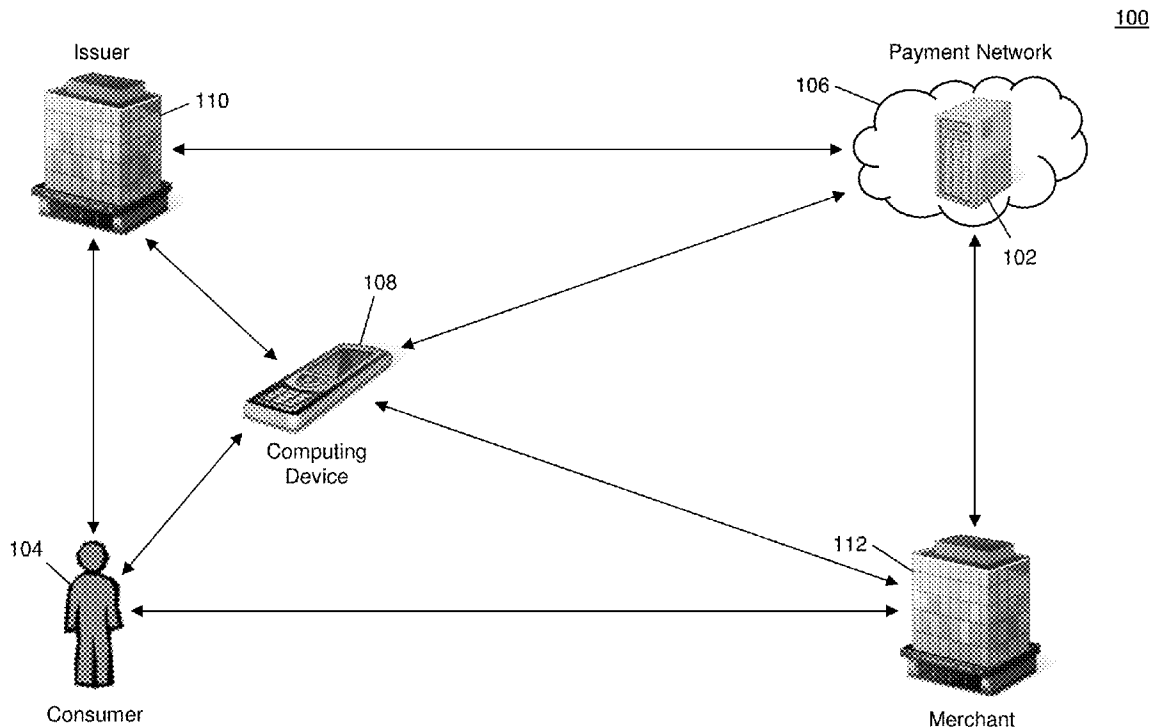 100
Issuer
Payment Network
110
106
102
108
Computing
Device
104
112
Consumer
Merchant